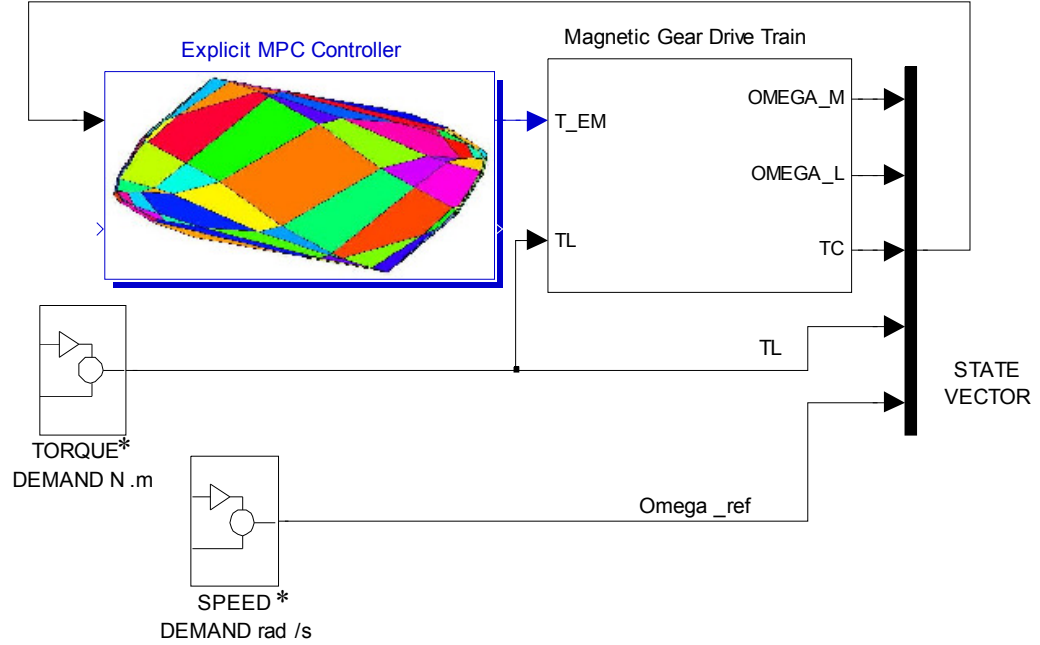 Explicit MPC Controller
Magnetic Gear Drive Train
T_EM
TL
OMEGA_M
OMEGA_L
TC
TL
STATE
VECTOR
TORQUE*
DEMAND N .m
Omega _ref
SPEED *
DEMAND rad /s